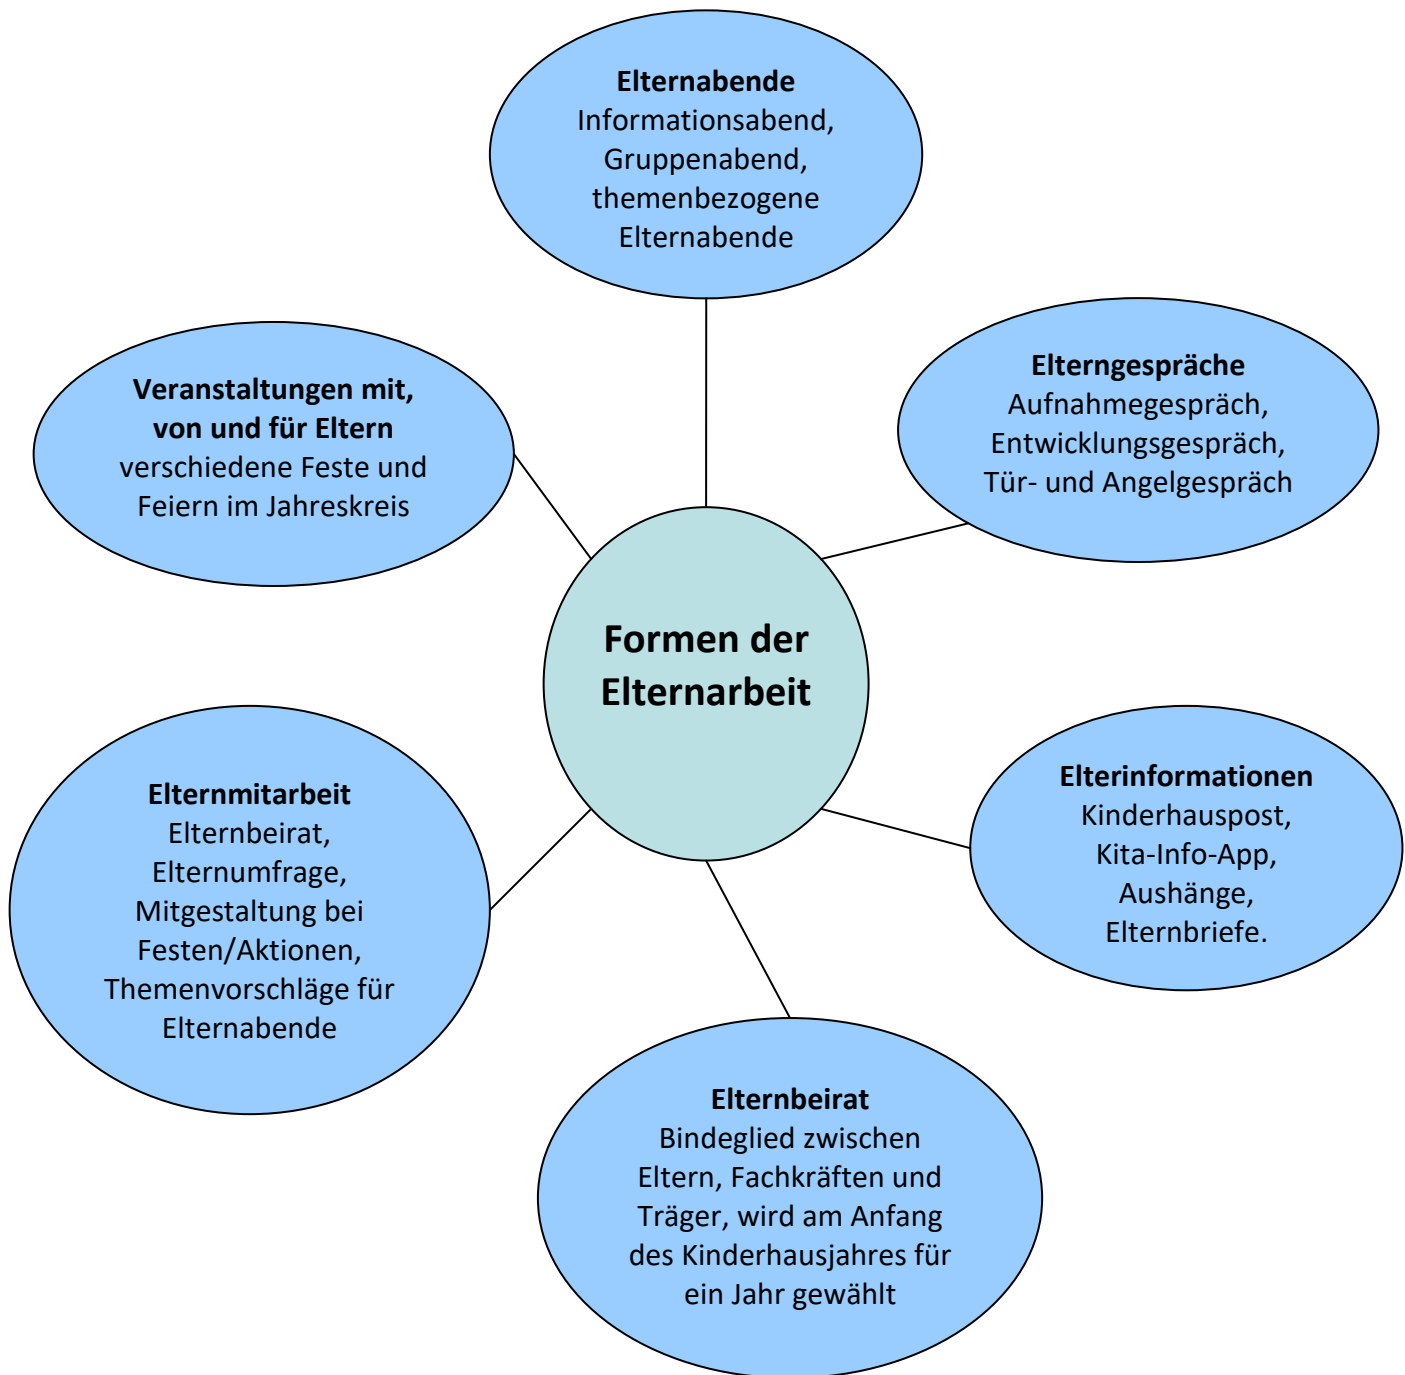 Elternabende
Informationsabend,
Gruppenabend,
themenbezogene
Elternabende
Veranstaltungen mit,
von und für Eltern
verschiedene Feste und
Feiern im Jahreskreis
Elterngespräche
Aufnahmegespräch,
Entwicklungsgespräch,
Tür- und Angelgespräch
Formen der
Elternarbeit
Elternmitarbeit
Elternbeirat,
Elternumfrage,
Mitgestaltung bei
Festen/Aktionen,
Themenvorschläge für
Elternabende
Elterinformationen
Kinderhauspost,
Kita-Info-App,
Aushänge,
Elternbriefe.
Elternbeirat
Bindeglied zwischen
Eltern, Fachkräften und
Träger, wird am Anfang
des Kinderhausjahres für
ein Jahr gewählt